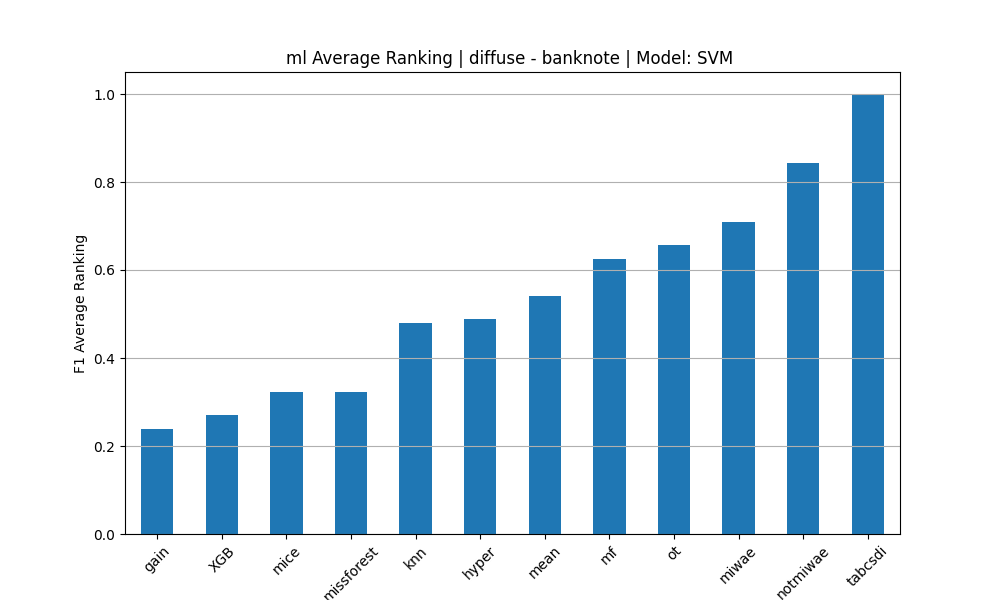 ml Average Ranking | diffuse - banknote | Model: SVM
F1 Average Ranking
1.0
0.8
0.6
0.4
0.2
0.0
gain
XGB
mice
missforest
knn
hyper
mean
mf
ot
miwae
notmiwae
tabcsdi